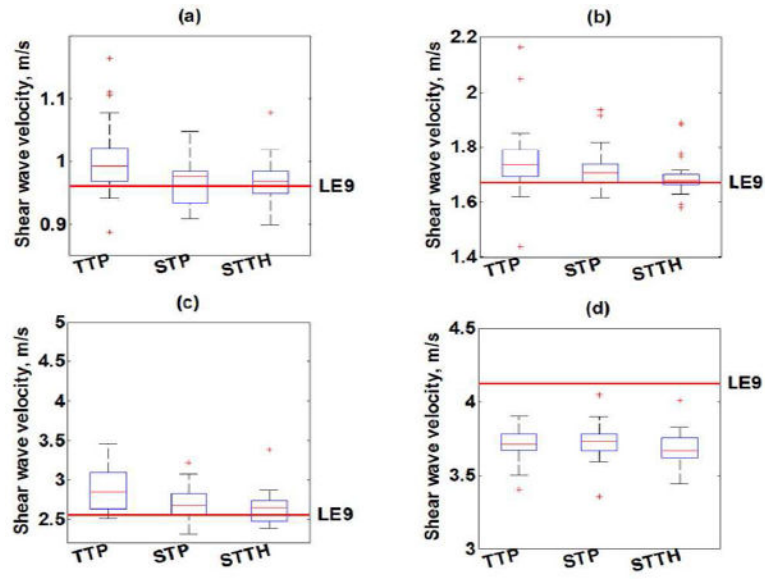 (a)
Shear wave velocity, m/s
1.1
1
0.9
TTP
STP
STTH
LE9
(b)
Shear wave velocity, m/s
2.2
2
1.8
1.6
1.4
TTP
STP
STTH
LE9
(c)
Shear wave velocity, m/s
5
4.5
4
3.5
3
2.5
TTP
STP
STTH
LE9
(d)
Shear wave velocity, m/s
4.5
4
3.5
3
TTP
STP
STTH
LE9